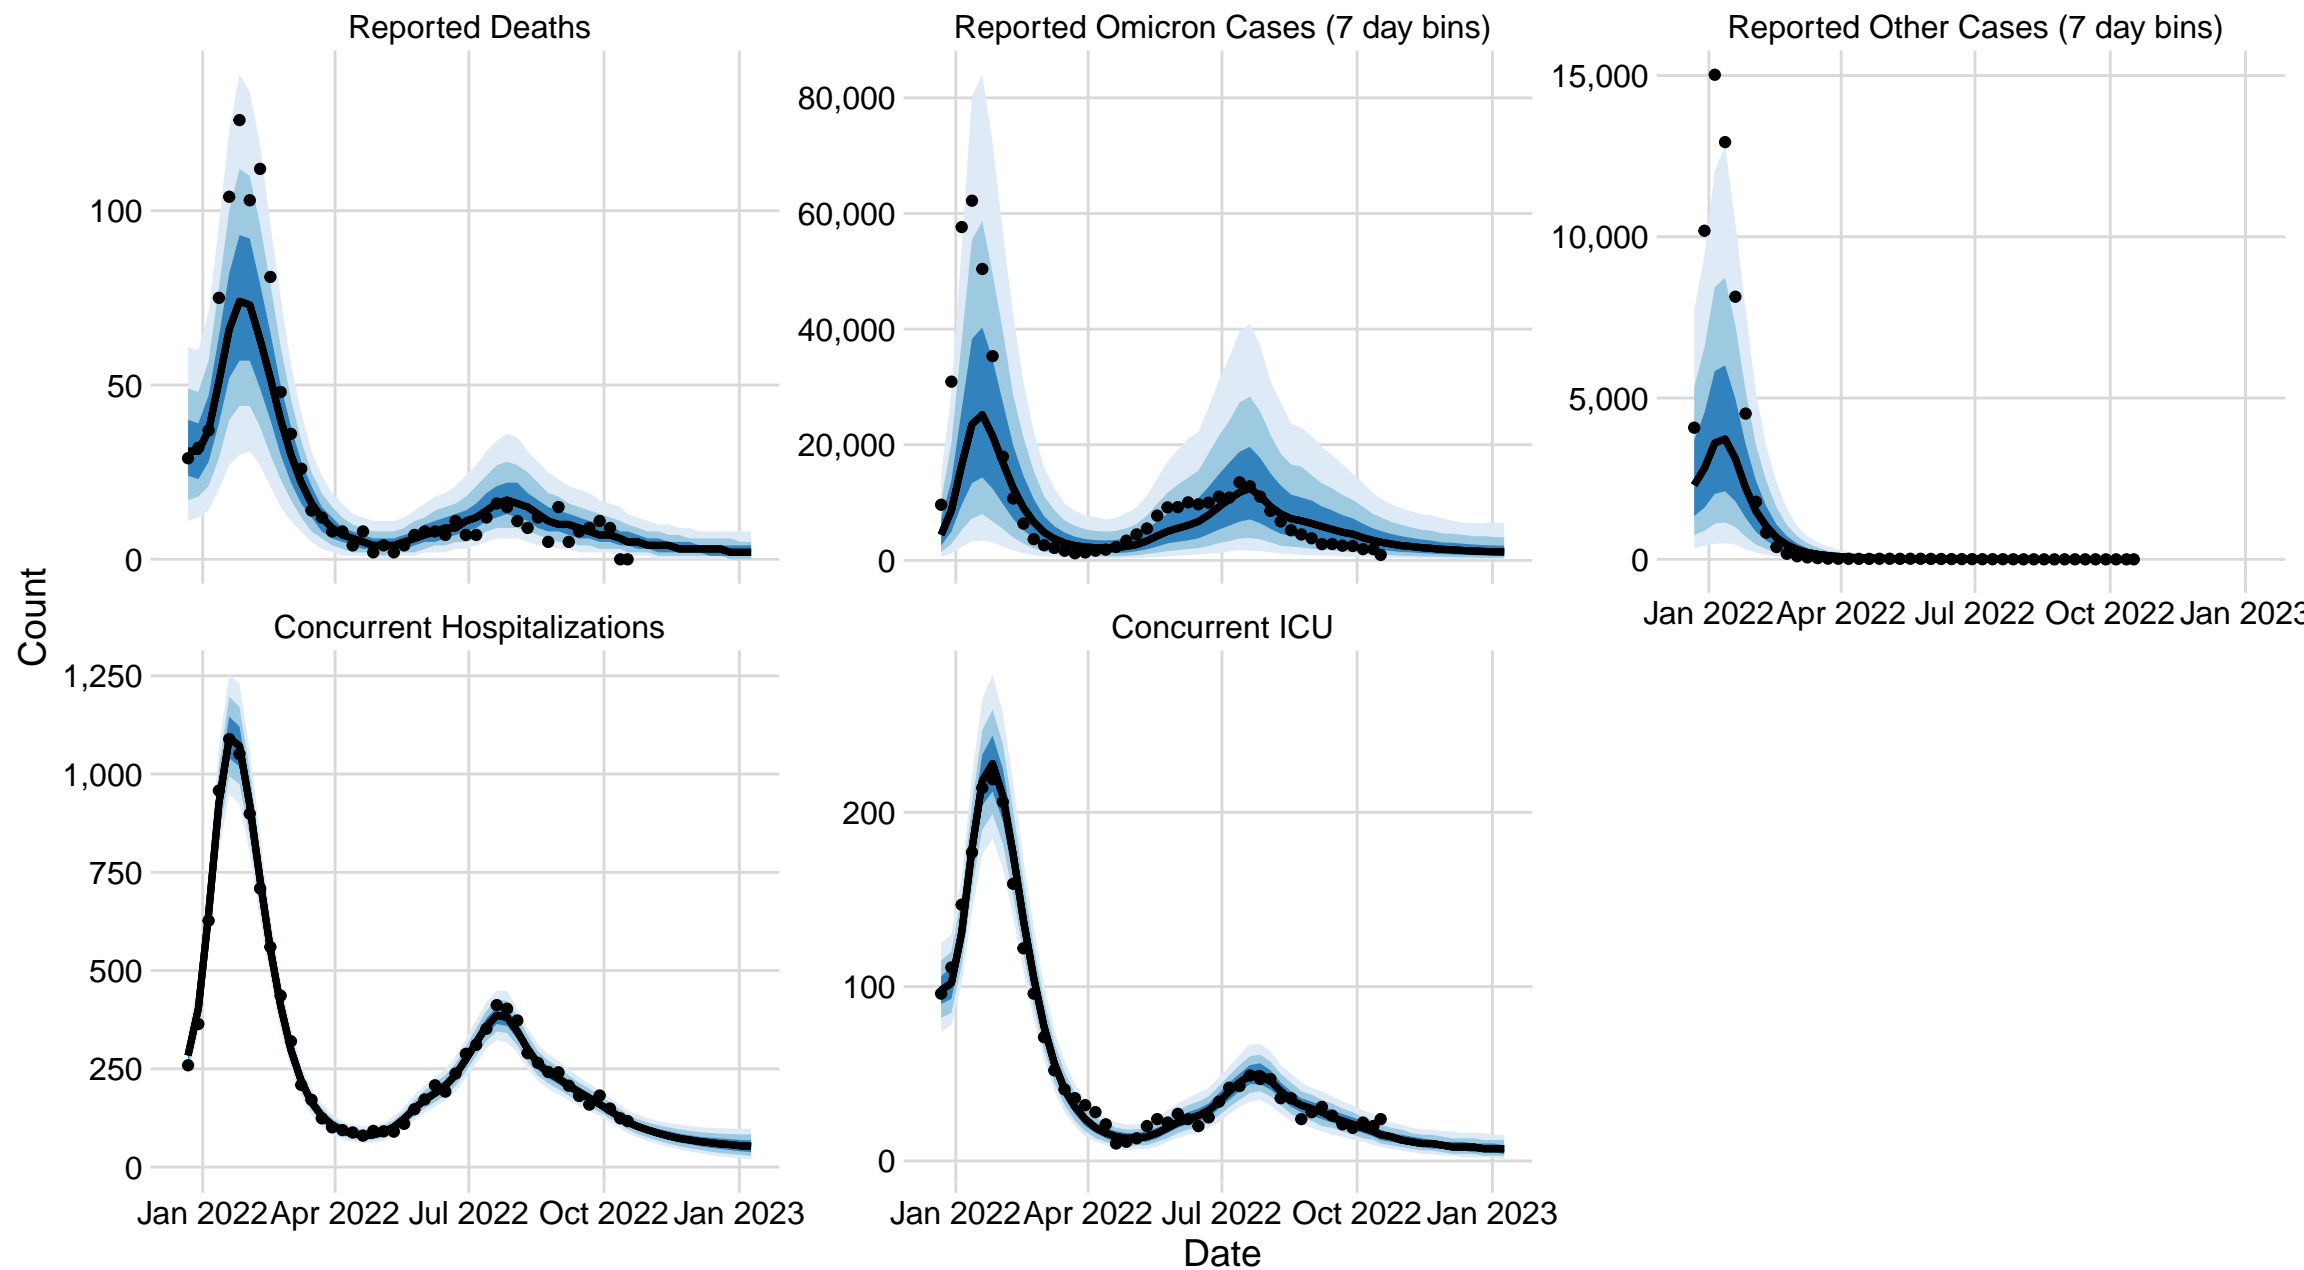 Reported Deaths
Reported Omicron Cases (7 day bins)
Reported Other Cases (7 day bins)
100
50
0
80,000
60,000
40,000
20,000
0
15,000
10,000
5,000
0
Jan 2022 Apr 2022 Jul 2022 Oct 2022 Jan 2023
Count
Concurrent Hospitalizations
Concurrent ICU
1,250
1,000
750
500
250
0
200
100
0
Jan 2022 Apr 2022 Jul 2022 Oct 2022 Jan 2023
Jan 2022 Apr 2022 Jul 2022 Oct 2022 Jan 2023
Date